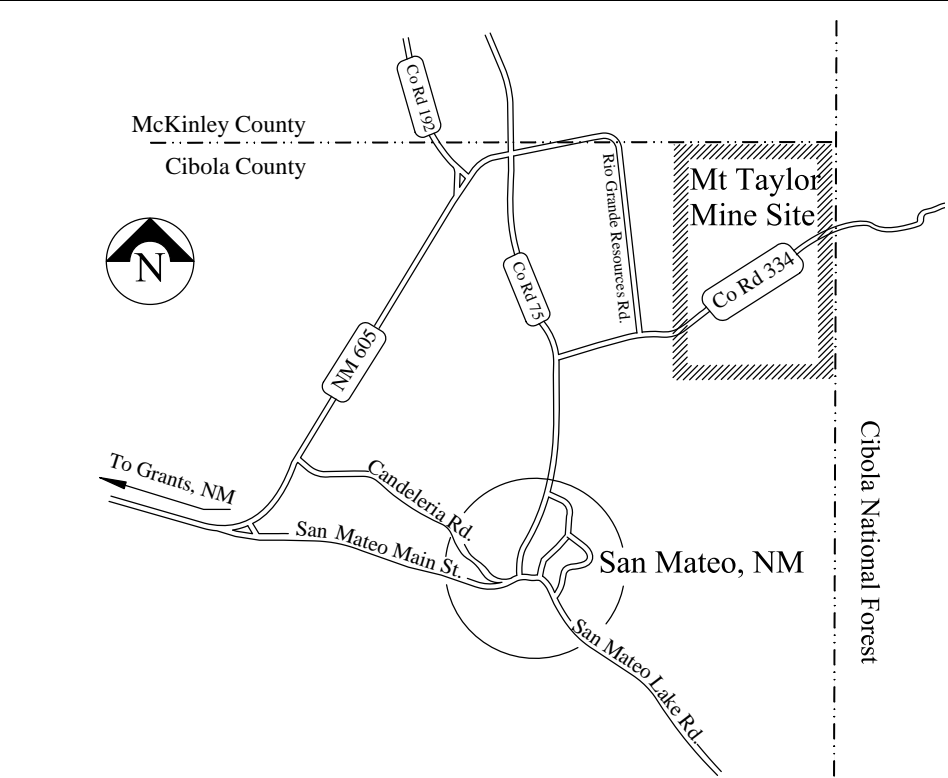 Co Rd 192
McKinley County
Cibola County
Rio Grande Resources Rd.
Mt Taylor
Mine Site
N
Co Rd 75
Co Rd 334
NM 605
To Grants, NM
Candeleria Rd.
San Mateo Main St.
San Mateo, NM
Cibola National Forest
San Mateo Lake Rd.